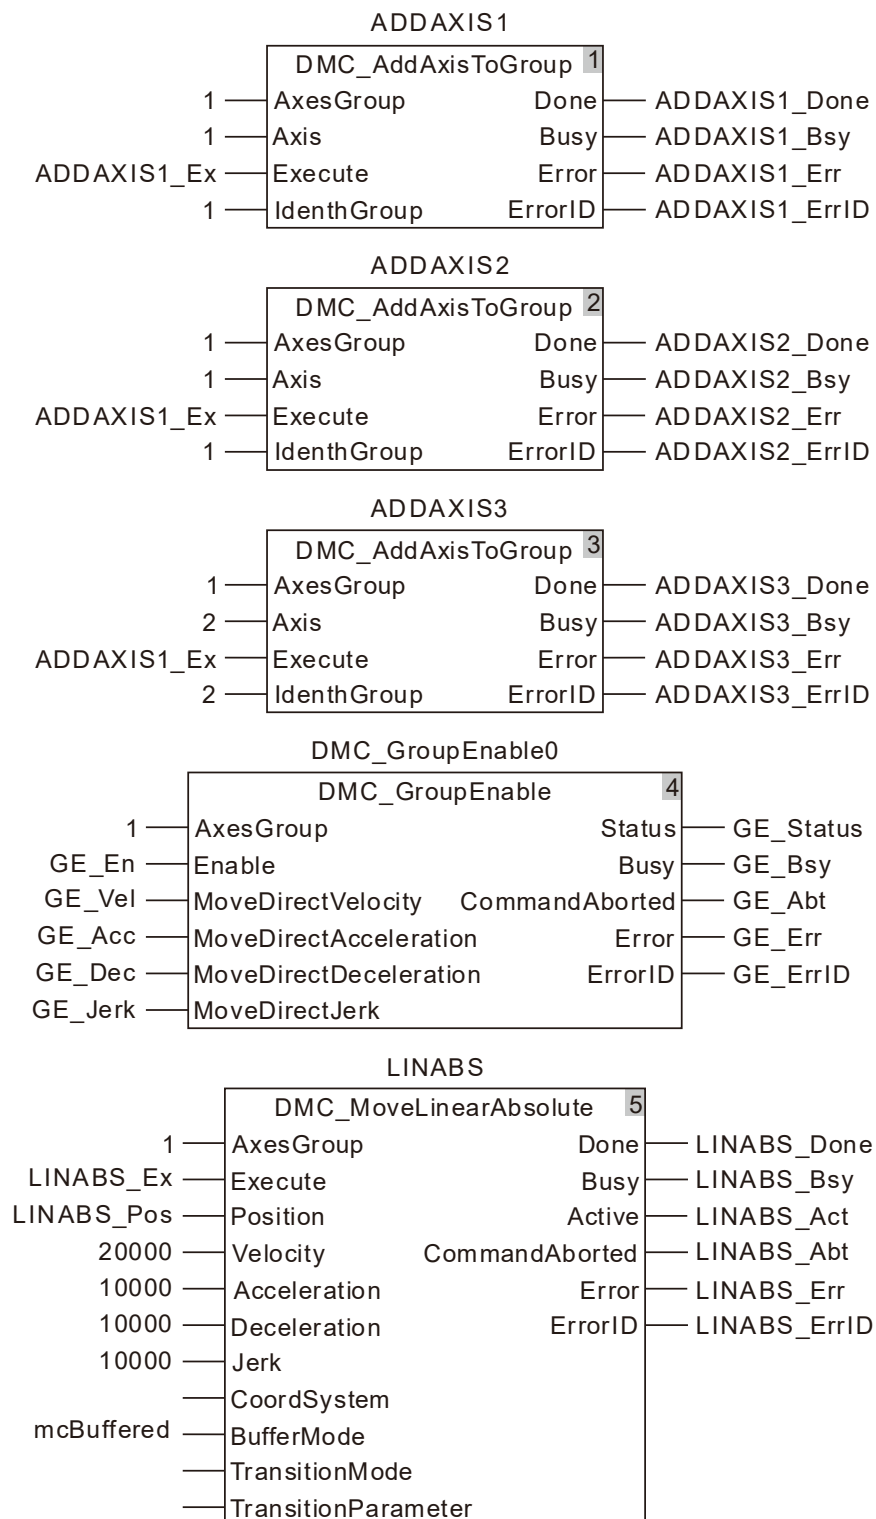 ADDAXIS1
DMC_AddAxisToGroup 1
1 AxesGroup Done ADDAXIS1_Done
1 Axis Busy ADDAXIS1_Bsy
ADDAXIS1_Ex Execute Error ADDAXIS1_Err
1 IdenthGroup ErrorID ADDAXIS1_ErrID
ADDAXIS2
DMC_AddAxisToGroup 2
1 AxesGroup Done ADDAXIS2_Done
1 Axis Busy ADDAXIS2_Bsy
ADDAXIS1_Ex Execute Error ADDAXIS2_Err
1 IdenthGroup ErrorID ADDAXIS2_ErrID
ADDAXIS3
DMC_AddAxisToGroup 3
1 AxesGroup Done ADDAXIS3_Done
2 Axis Busy ADDAXIS3_Bsy
ADDAXIS1_Ex Execute Error ADDAXIS3_Err
2 IdenthGroup ErrorID ADDAXIS3_ErrID
DMC_GroupEnable0
DMC_GroupEnable 4
1 AxesGroup Status GE_Status
GE_En Enable Busy GE_Bsy
GE_Vel MoveDirectVelocity CommandAborted GE_Abt
GE_Acc MoveDirectAcceleration Error GE_Err
GE_Dec MoveDirectDeceleration ErrorID GE_ErrID
GE_Jerk MoveDirectJerk
LINABS
DMC_MoveLinearAbsolute 5
1 AxesGroup Done LINABS_Done
LINABS_Ex Execute Busy LINABS_Bsy
LINABS_Pos Position Active LINABS_Act
20000 Velocity CommandAborted LINABS_Abt
10000 Acceleration Error LINABS_Err
10000 Deceleration ErrorID LINABS_ErrID
10000 Jerk
CoordSystem
mcBuffered BufferMode
TransitionMode
TransitionParameter